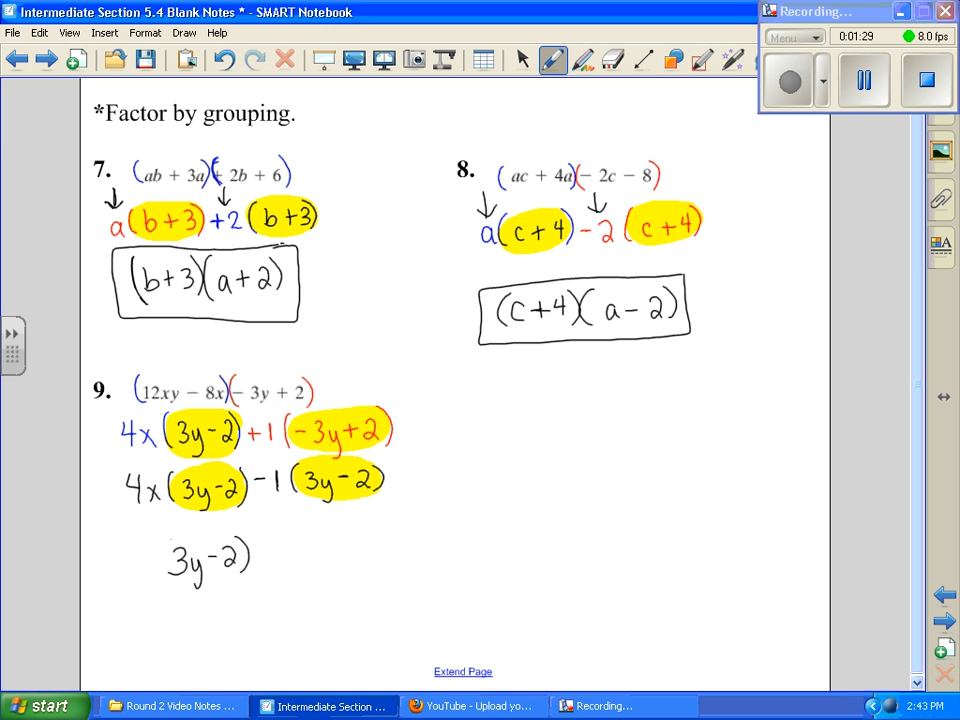 Intermediate Section 5.4 Blank Notes * - SMART Notebook
Recording...
File Edit View Insert Format Draw Help
Menu
0:01:29
8.0 fps
*Factor by grouping.
7. (ab + 3a)(+ 2b + 6)
a(b+3) +2(b+3)
(b+3)(a+2)
8. (ac + 4a)(− 2c − 8)
a(c+4) −2(c+4)
(c+4)(a−2)
9. (12xy − 8x)(− 3y + 2)
4x(3y−2) +1(−3y+2)
4x(3y−2) −1(3y−2)
3y−2)
Extend Page
start
Round 2 Video Notes ...
Intermediate Section ...
YouTube - Upload yo...
Recording...
2:43 PM